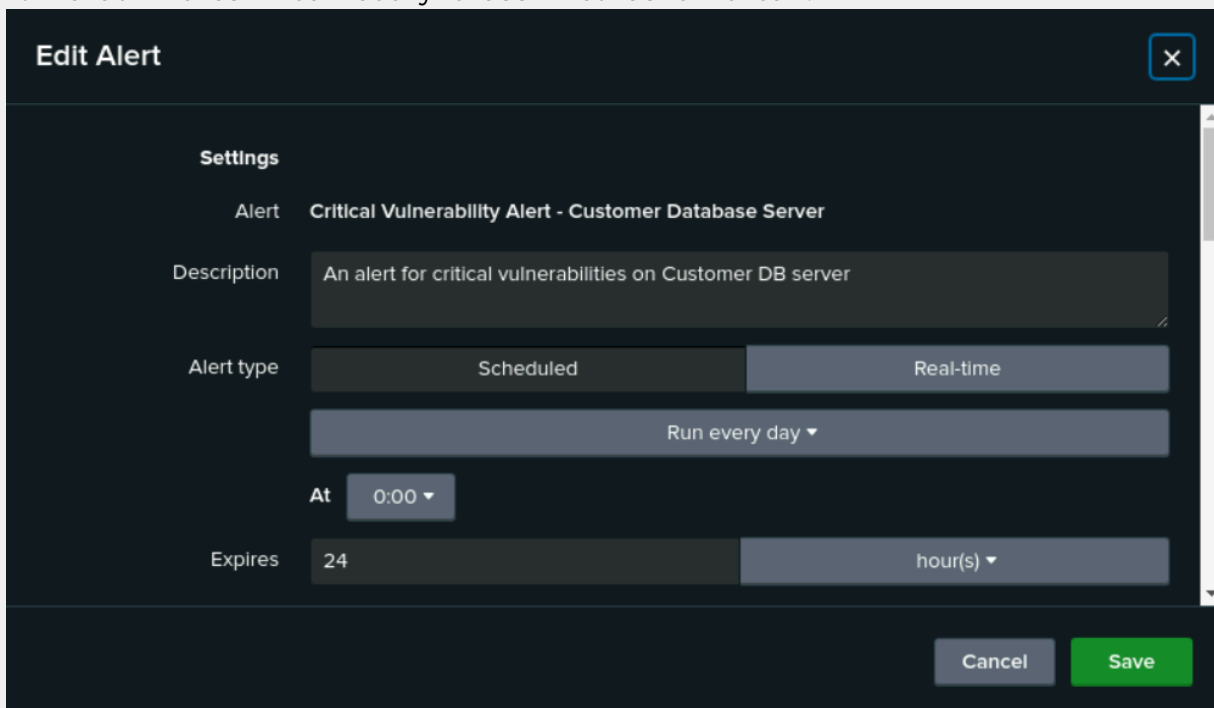 Edit Alert
Settings
Alert Critical Vulnerability Alert - Customer Database Server
Description An alert for critical vulnerabilities on Customer DB server
Alert type Scheduled Real-time
Run every day
At 0:00
Expires 24 hour(s)
Cancel Save